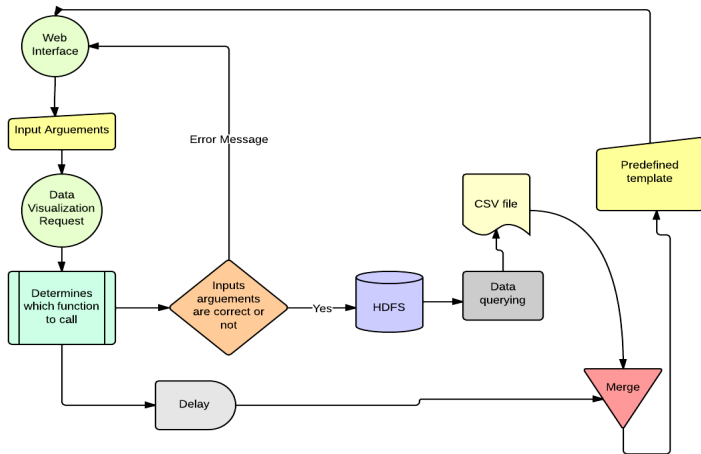 Web
Interface
Input Arguements
Error Message
Data
Visualization
Request
Predefined
template
CSV file
Determines
which function
to call
Inputs
arguements
are correct or
not
Yes
HDFS
Data
querying
Delay
Merge